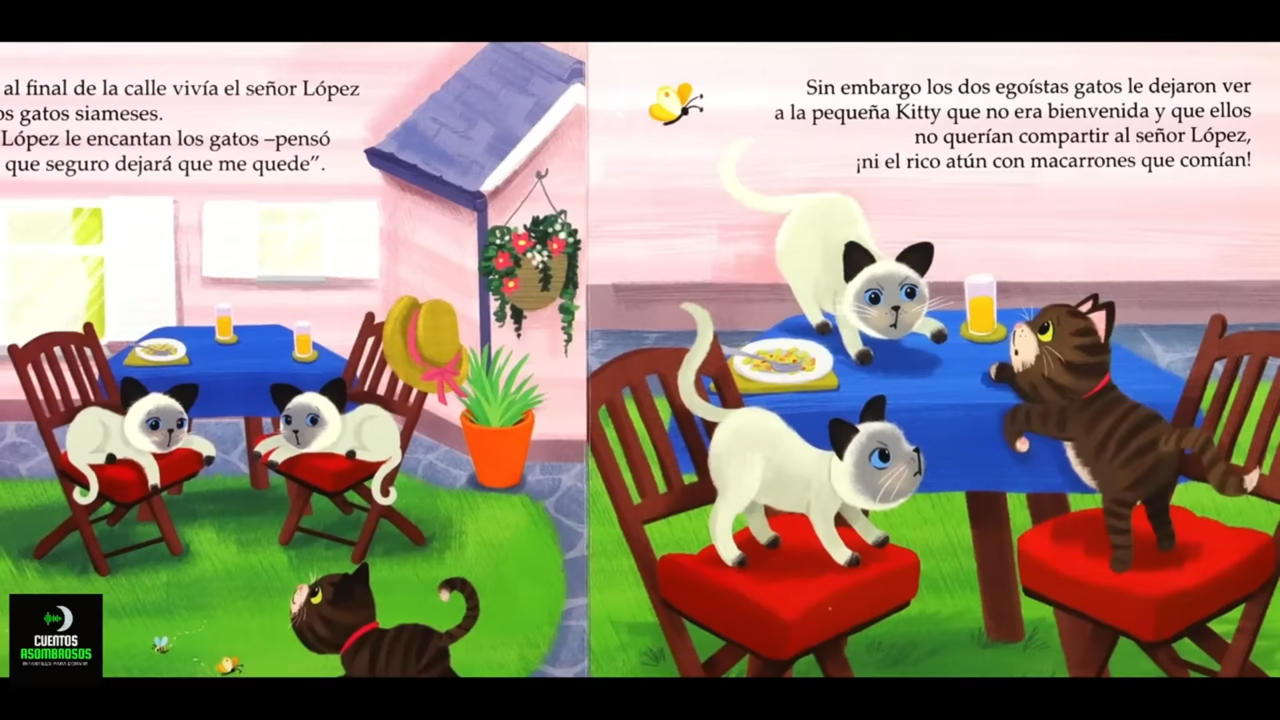 al final de la calle vivía el señor López
os gatos siameses.
López le encantan los gatos –pensó
que seguro dejará que me quede”.
Sin embargo los dos egoístas gatos le dejaron ver
a la pequeña Kitty que no era bienvenida y que ellos
no querían compartir al señor López,
¡ni el rico atún con macarrones que comían!
CUENTOS
ASOMBROSOS
INFANTILES PARA DORMIR